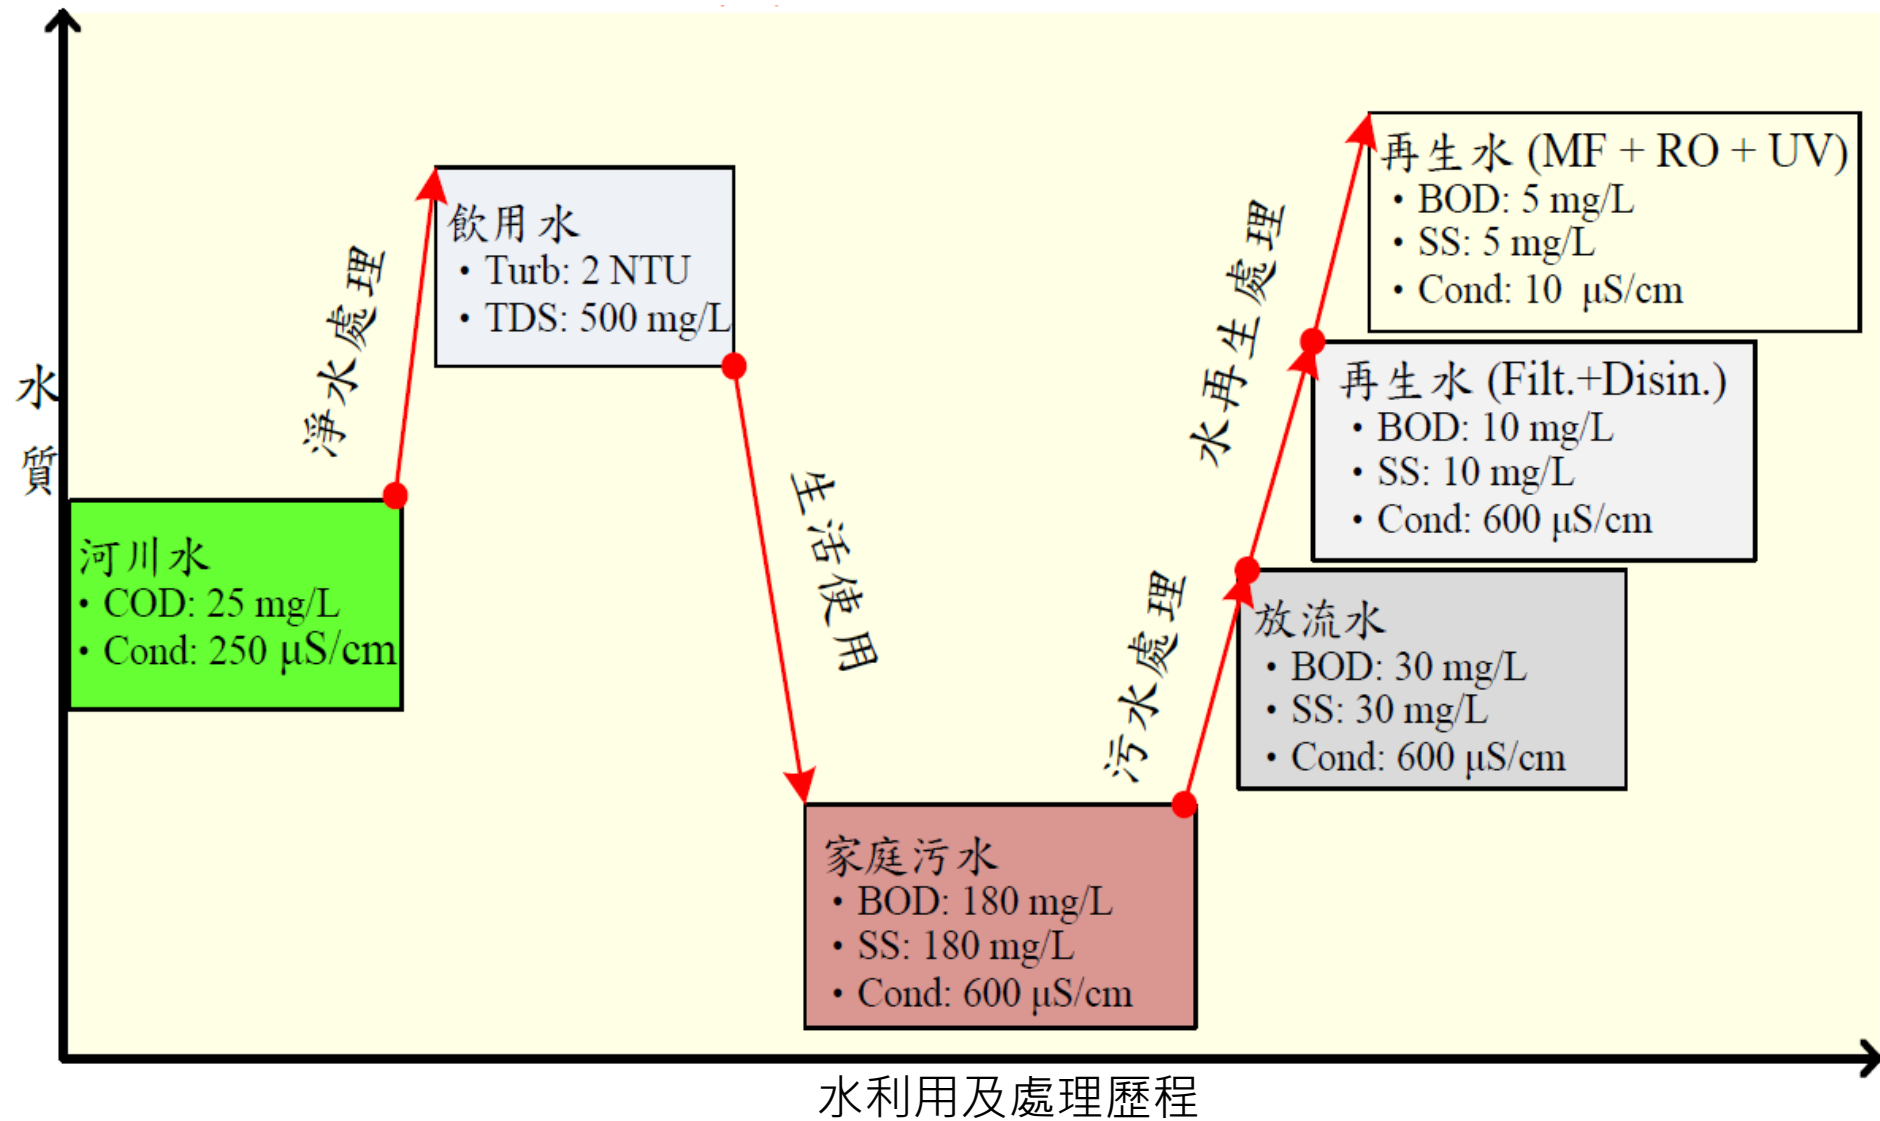 水質
河川水
・COD: 25 mg/L
・Cond: 250 μS/cm
淨水處理
飲用水
・Turb: 2 NTU
・TDS: 500 mg/L
生活使用
家庭污水
・BOD: 180 mg/L
・SS: 180 mg/L
・Cond: 600 μS/cm
污水處理
放流水
・BOD: 30 mg/L
・SS: 30 mg/L
・Cond: 600 μS/cm
水再生處理
再生水 (Filt.+Disin.)
・BOD: 10 mg/L
・SS: 10 mg/L
・Cond: 600 μS/cm
再生水 (MF + RO + UV)
・BOD: 5 mg/L
・SS: 5 mg/L
・Cond: 10 μS/cm
水利用及處理歷程